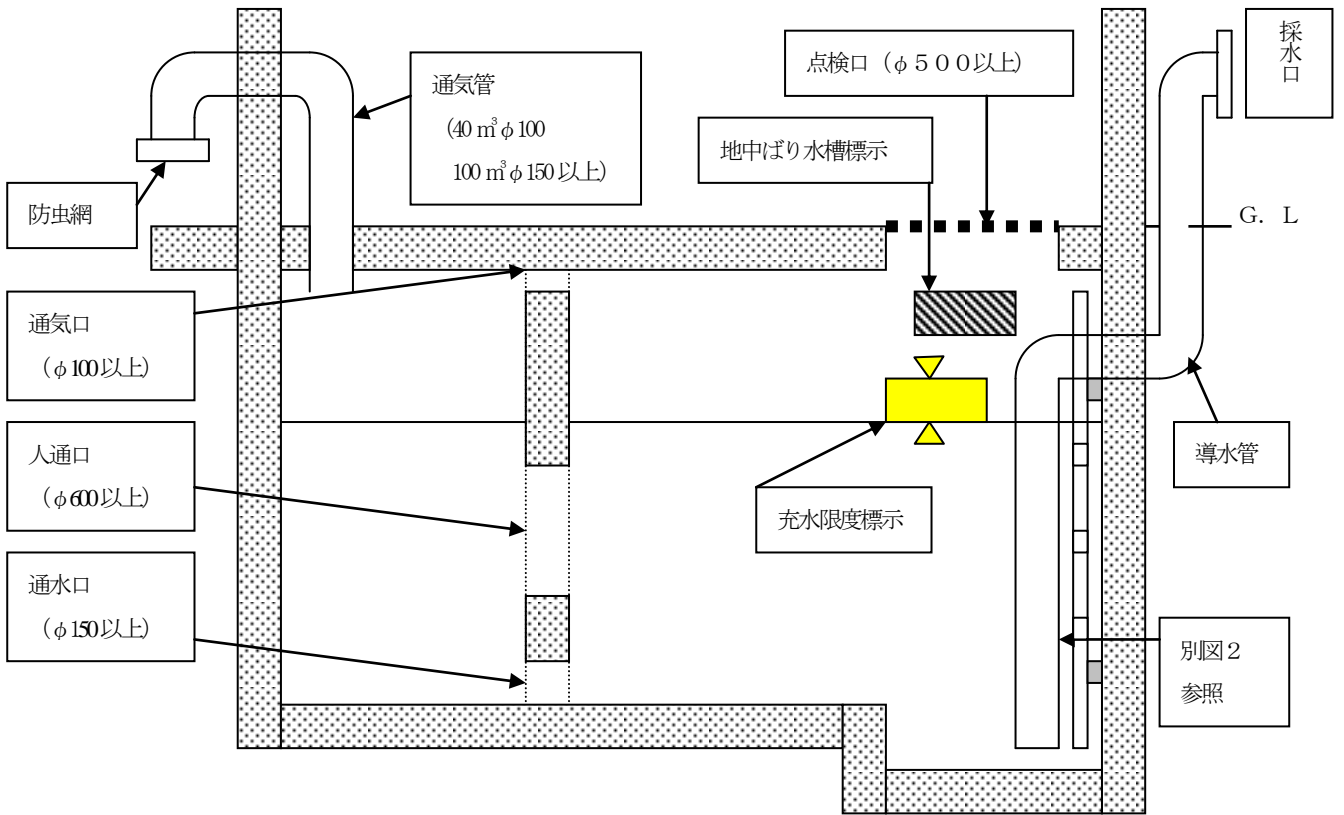 通気管
(40㎥φ100
100㎥φ150以上)
点検口（φ５００以上）
採水口
地中ばり水槽標示
防虫網
G. L
通気口
（φ100以上）
人通口
（φ600以上）
導水管
充水限度標示
通水口
（φ150以上）
別図２
参照